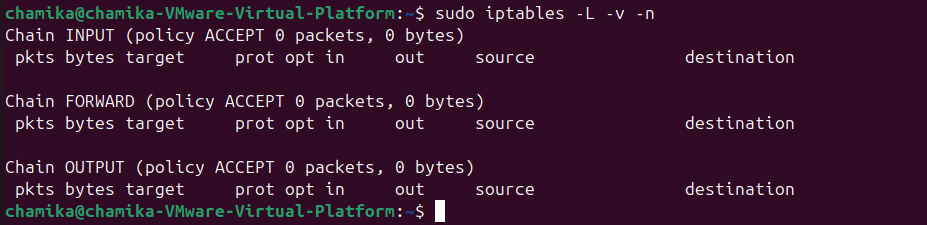 chamika@chamika-VMware-Virtual-Platform:~$ sudo iptables -L -v -n
Chain INPUT (policy ACCEPT 0 packets, 0 bytes)
 pkts bytes target     prot opt in     out     source               destination

Chain FORWARD (policy ACCEPT 0 packets, 0 bytes)
 pkts bytes target     prot opt in     out     source               destination

Chain OUTPUT (policy ACCEPT 0 packets, 0 bytes)
 pkts bytes target     prot opt in     out     source               destination
chamika@chamika-VMware-Virtual-Platform:~$